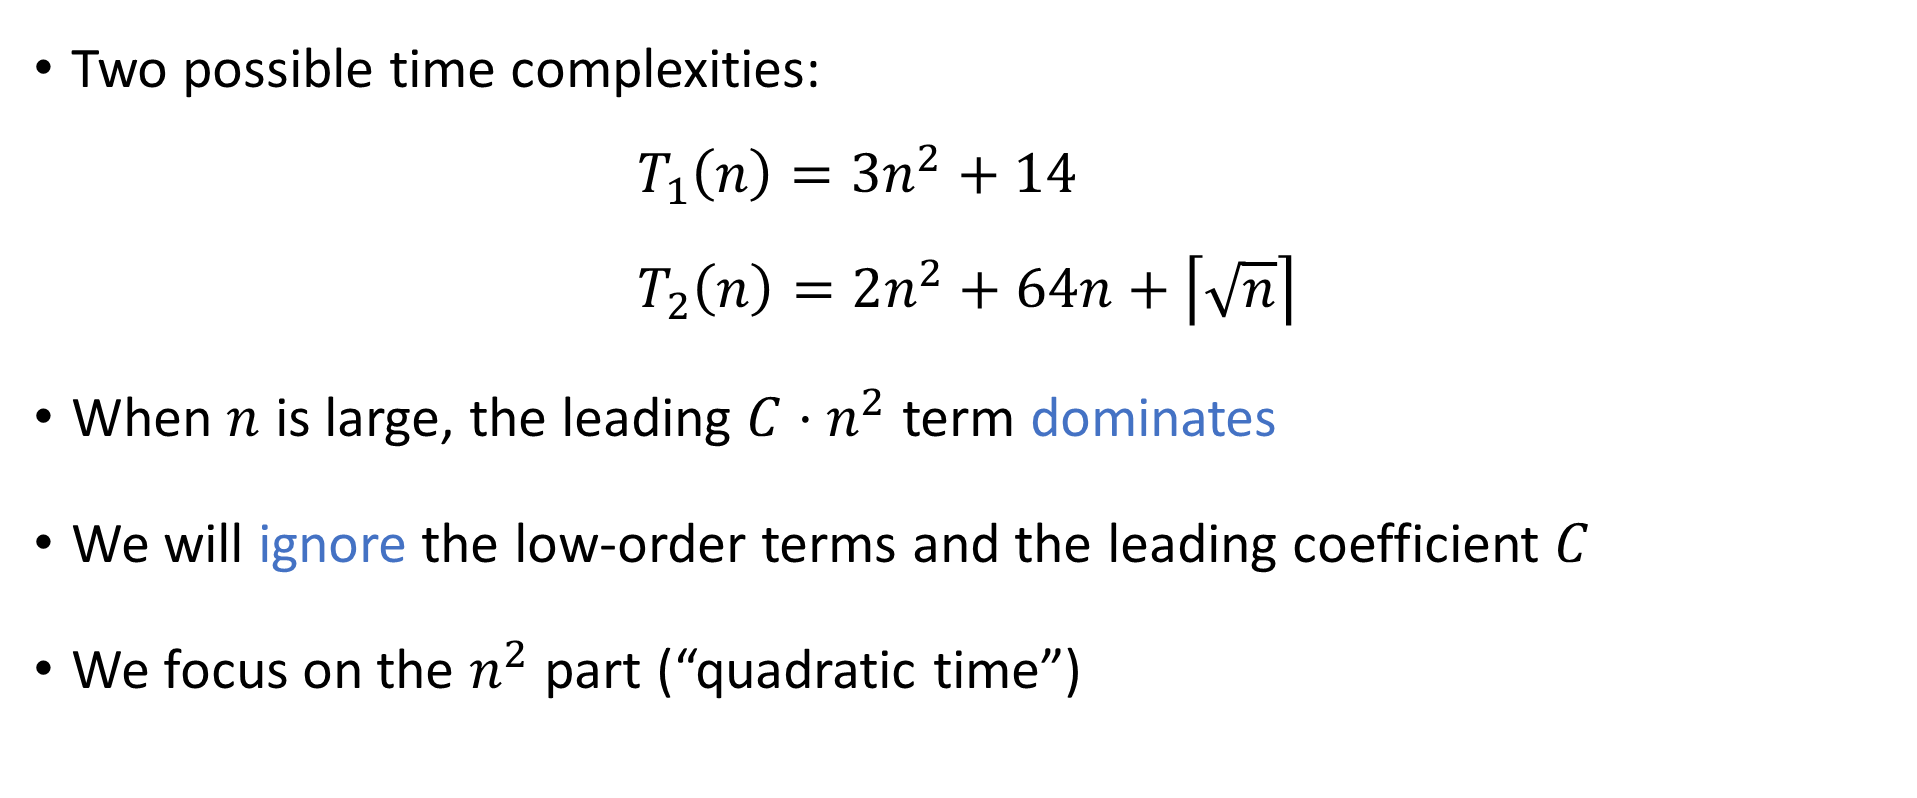 • Two possible time complexities:
T₁(n) = 3n² + 14
T₂(n) = 2n² + 64n + ⌈√n⌉
• When n is large, the leading C · n² term dominates
• We will ignore the low-order terms and the leading coefficient C
• We focus on the n² part (“quadratic time”)